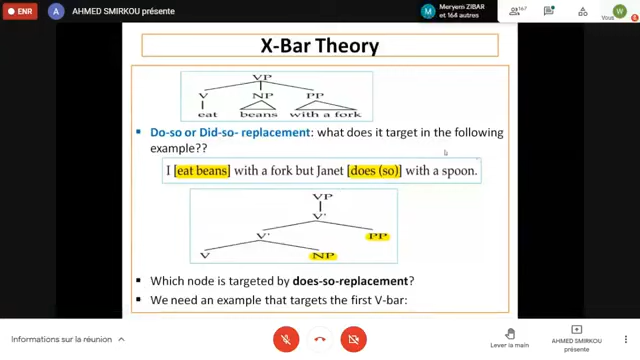 ENR
AHMED SMIRKOU présente
M
Meryem ZIBAR
et 164 autres
167
W
X-Bar Theory
VP
V NP PP
eat beans with a fork
Do-so or Did-so- replacement: what does it target in the following
example??
I [eat beans] with a fork but Janet [does (so)] with a spoon.
VP
V'
V' PP
V NP
Which node is targeted by does-so-replacement?
We need an example that targets the first V-bar:
Informations sur la réunion
Lever la main
AHMED SMIRKOU
présente